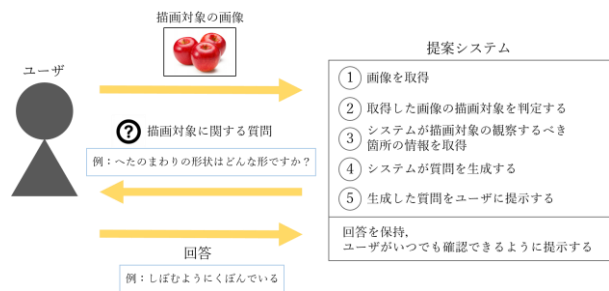 描画対象の画像
ユーザ
提案システム
① 画像を取得
② 取得した画像の描画対象を判定する
③ システムが描画対象の観察するべき
箇所の情報を取得
④ システムが質問を生成する
⑤ 生成した質問をユーザに提示する
回答を保持,
ユーザがいつでも確認できるように提示する
? 描画対象に関する質問
例：へたのまわりの形状はどんな形ですか？
回答
例：しぼむようにくぼんでいる